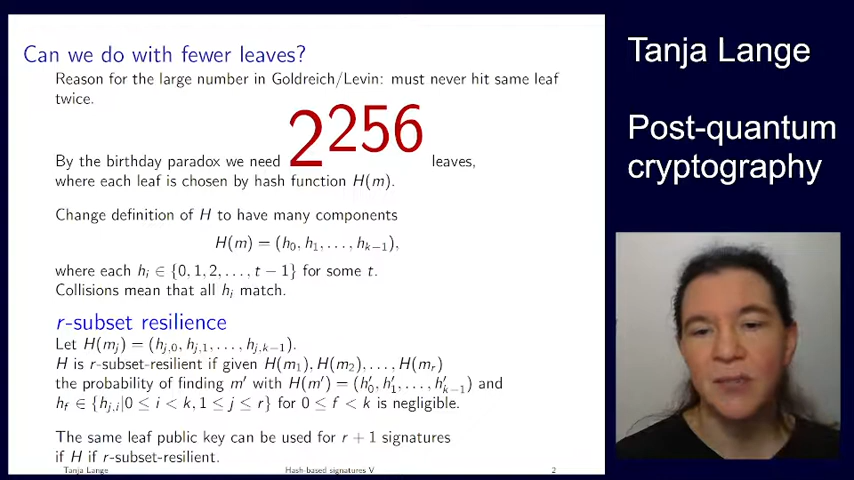 Can we do with fewer leaves?
Reason for the large number in Goldreich/Levin: must never hit same leaf
twice.
By the birthday paradox we need 2^256 leaves,
where each leaf is chosen by hash function H(m).
Change definition of H to have many components
H(m) = (h₀, h₁, . . . , hₖ₋₁),
where each hᵢ ∈ {0, 1, 2, . . . , t − 1} for some t.
Collisions mean that all hᵢ match.
r-subset resilience
Let H(mⱼ) = (hⱼ,₀, hⱼ,₁, . . . , hⱼ,ₖ₋₁).
H is r-subset-resilient if given H(m₁), H(m₂), . . . , H(mᵣ)
the probability of finding m′ with H(m′) = (h′₀, h′₁, . . . , h′ₖ₋₁) and
h_f ∈ {hⱼ,ᵢ|0 ≤ i < k, 1 ≤ j ≤ r} for 0 ≤ f < k is negligible.
The same leaf public key can be used for r + 1 signatures
if H if r-subset-resilient.
Tanja Lange
Hash-based signatures V
2
Tanja Lange
Post-quantum
cryptography